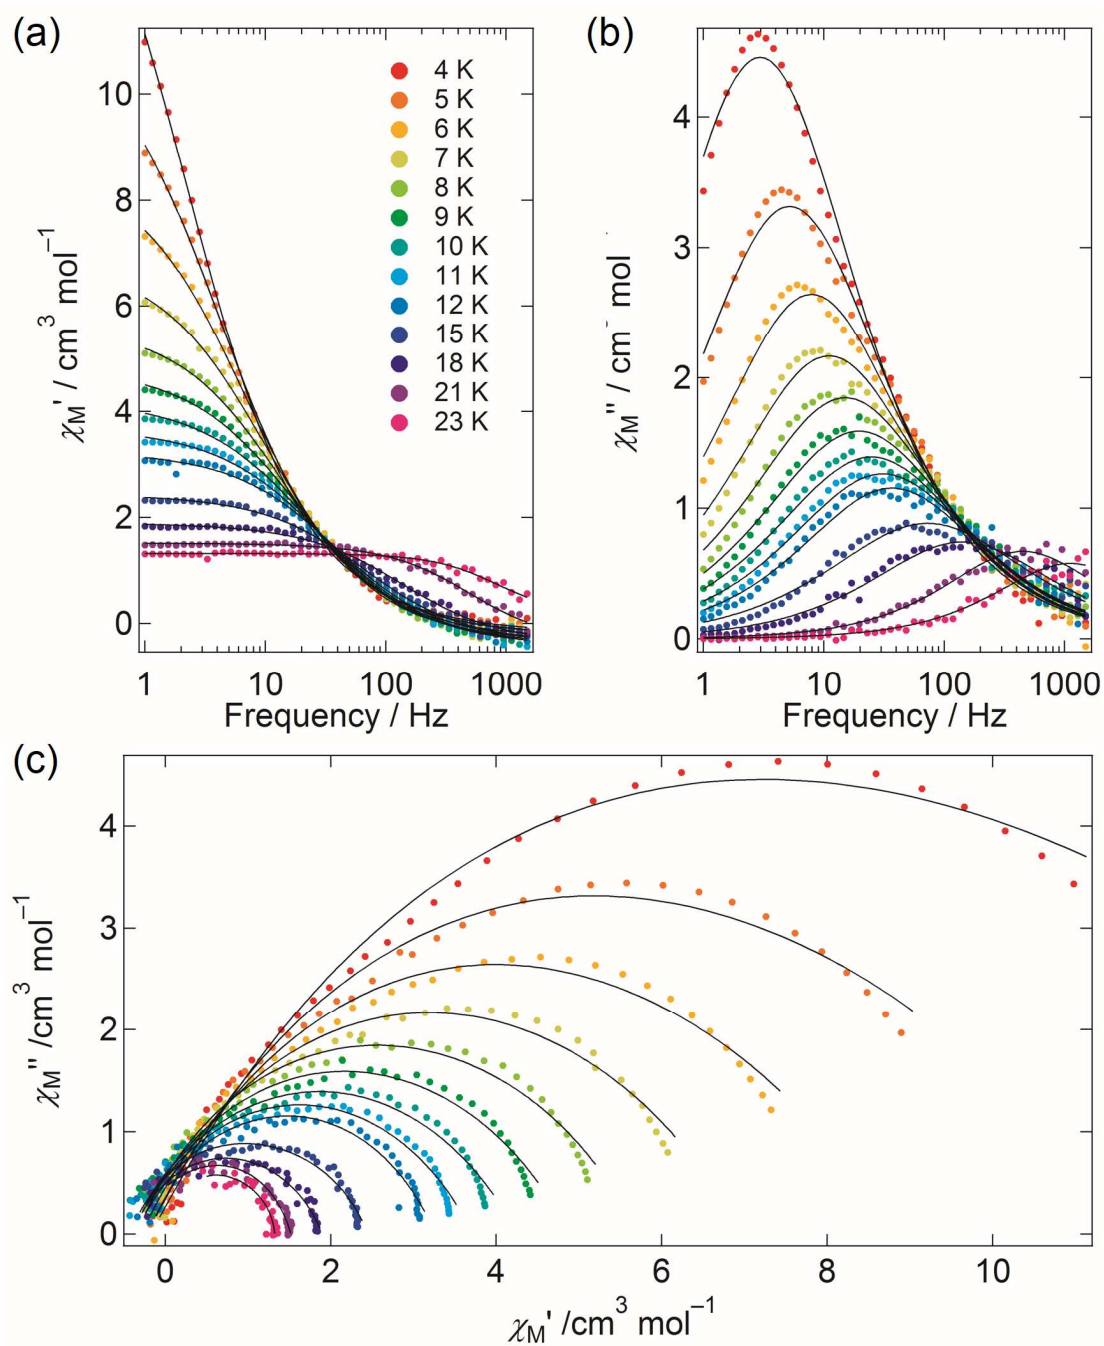 (a)
(b)
10
8
6
4
2
0
χM' / cm3 mol–1
4 K
5 K
6 K
7 K
8 K
9 K
10 K
11 K
12 K
15 K
18 K
21 K
23 K
1 10 100 1000
Frequency / Hz
4
3
2
1
0
χM'' / cm- mol
1 10 100 1000
Frequency / Hz
(c)
4
3
2
1
0
χM'' /cm3 mol–1
0 2 4 6 8 10
χM' /cm3 mol–1